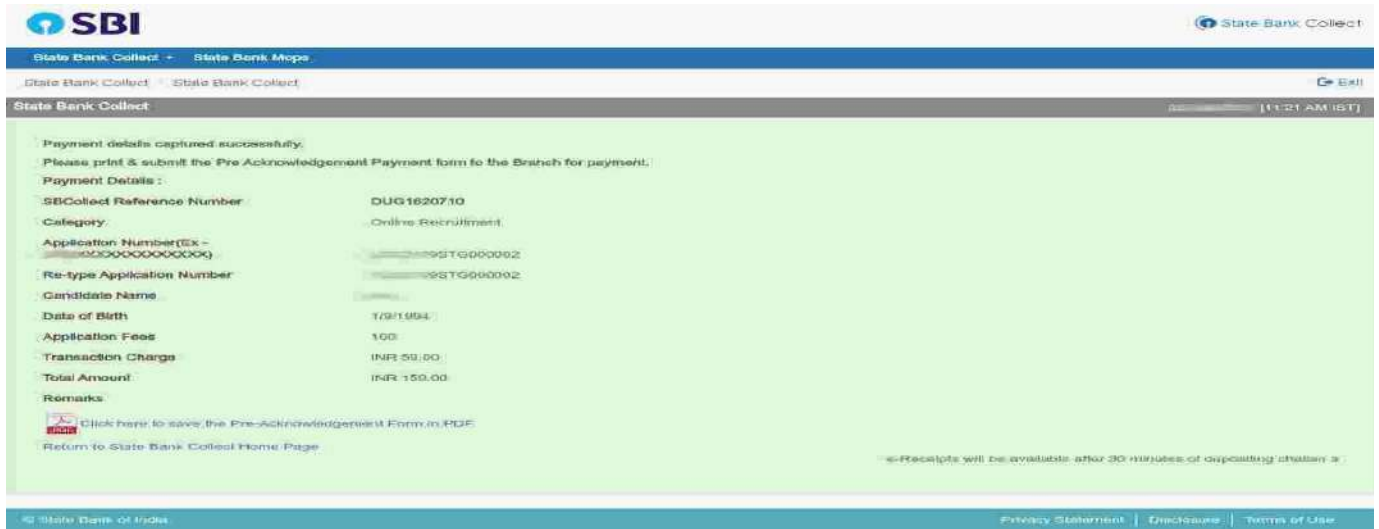 SBI
State Bank Collect
State Bank Collect State Bank Mops
State Bank Collect State Bank Collect
Exit
State Bank Collect
[11:21 AM IST]
Payment details captured successfully.
Please print & submit the Pre Acknowledgement Payment form to the Branch for payment.
Payment Details :
SBCollect Reference Number DUG1620710
Category Online Recruitment
Application Number(Ex -
XXXXXXXXXXXXX) 9STG000002
Re-type Application Number 9STG000002
Candidate Name
Date of Birth 1/9/1994
Application Fees 100
Transaction Charge INR 59.00
Total Amount INR 159.00
Remarks
Click here to save the Pre-Acknowledgement Form in PDF.
Return to State Bank Collect Home Page
e-Receipts will be available after 30 minutes of depositing challan a
© State Bank of India
Privacy Statement | Disclosure | Terms of Use